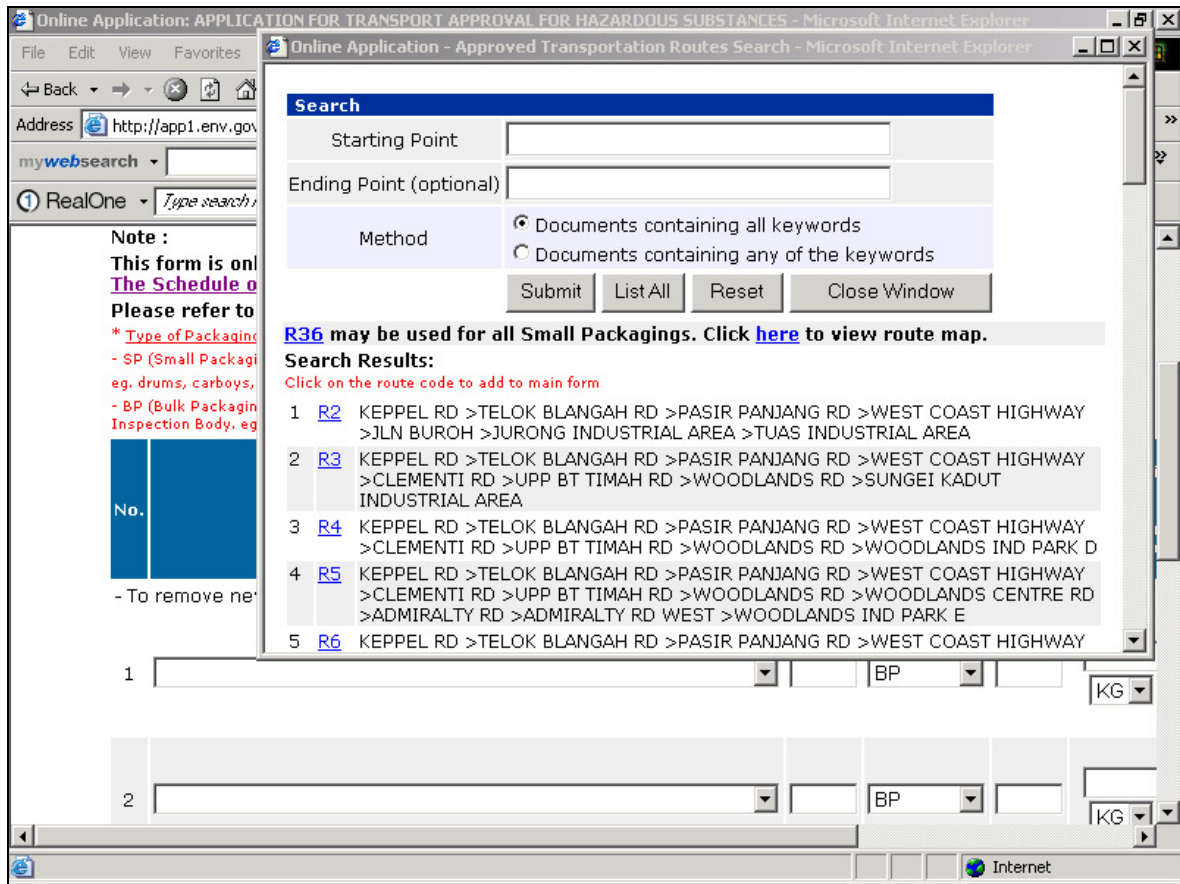 Online Application: APPLICATION FOR TRANSPORT APPROVAL FOR HAZARDOUS SUBSTANCES - Microsoft Internet Explorer
File Edit View Favorites
Back
Address http://app1.env.gov
mywebsearch
RealOne Type search
Note :
This form is onl
The Schedule o
Please refer to
* Type of Packaging
- SP (Small Packagi
eg. drums, carboys,
- BP (Bulk Packagin
Inspection Body. eg
No.
- To remove ne
Online Application - Approved Transportation Routes Search - Microsoft Internet Explorer
Search
Starting Point
Ending Point (optional)
Method
Documents containing all keywords
Documents containing any of the keywords
Submit List All Reset Close Window
R36 may be used for all Small Packagings. Click here to view route map.
Search Results:
Click on the route code to add to main form
1 R2 KEPPEL RD >TELOK BLANGAH RD >PASIR PANJANG RD >WEST COAST HIGHWAY
>JLN BUROH >JURONG INDUSTRIAL AREA >TUAS INDUSTRIAL AREA
2 R3 KEPPEL RD >TELOK BLANGAH RD >PASIR PANJANG RD >WEST COAST HIGHWAY
>CLEMENTI RD >UPP BT TIMAH RD >WOODLANDS RD >SUNGEI KADUT
INDUSTRIAL AREA
3 R4 KEPPEL RD >TELOK BLANGAH RD >PASIR PANJANG RD >WEST COAST HIGHWAY
>CLEMENTI RD >UPP BT TIMAH RD >WOODLANDS RD >WOODLANDS IND PARK D
4 R5 KEPPEL RD >TELOK BLANGAH RD >PASIR PANJANG RD >WEST COAST HIGHWAY
>CLEMENTI RD >UPP BT TIMAH RD >WOODLANDS RD >WOODLANDS CENTRE RD
>ADMIRALTY RD >ADMIRALTY RD WEST >WOODLANDS IND PARK E
5 R6 KEPPEL RD >TELOK BLANGAH RD >PASIR PANJANG RD >WEST COAST HIGHWAY
1 BP KG
2 BP KG
Internet